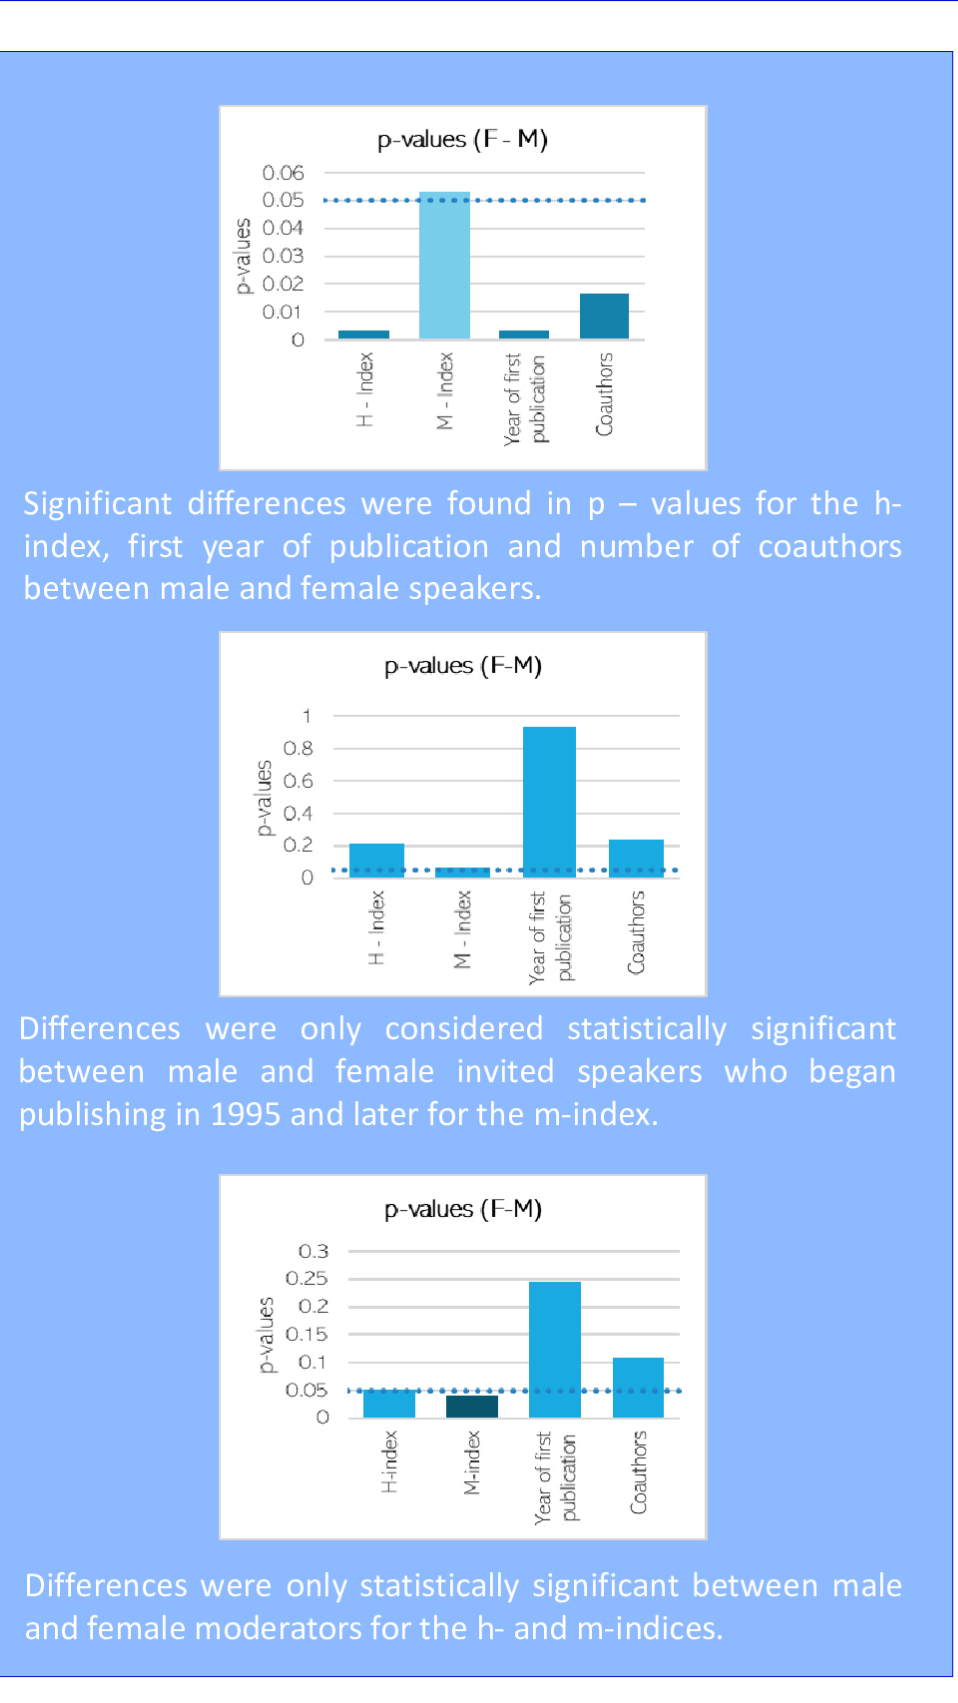 p-values (F - M)
0.06
0.05
0.04
0.03
0.02
0.01
0
p-values
H - Index
M - Index
Year of first
publication
Coauthors
Significant differences were found in p – values for the h-
index, first year of publication and number of coauthors
between male and female speakers.
p-values (F-M)
1
0.8
0.6
0.4
0.2
0
p-values
H - Index
M - Index
Year of first
publication
Coauthors
Differences were only considered statistically significant
between male and female invited speakers who began
publishing in 1995 and later for the m-index.
p-values (F-M)
0.3
0.25
0.2
0.15
0.1
0.05
0
p-values
H-index
M-index
Year of first
publication
Coauthors
Differences were only statistically significant between male
and female moderators for the h- and m-indices.